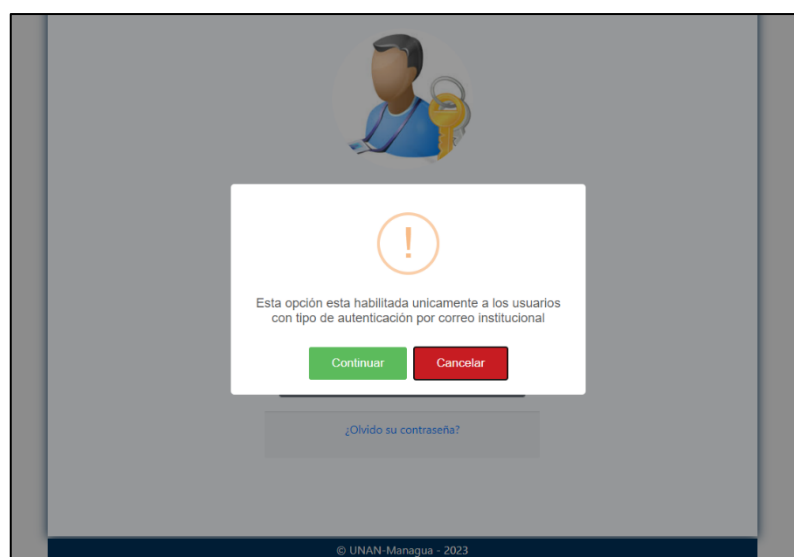 Esta opción esta habilitada unicamente a los usuarios
con tipo de autenticación por correo institucional
Continuar
Cancelar
¿Olvido su contraseña?
© UNAN-Managua - 2023